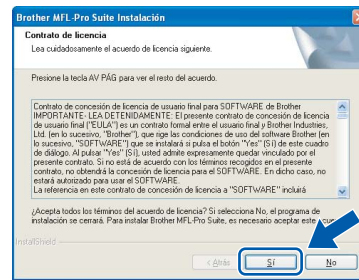 Brother MFL-Pro Suite Instalación
Contrato de licencia
Lea cuidadosamente el acuerdo de licencia siguiente.
Presione la tecla AV PÁG para ver el resto del acuerdo.
Contrato de concesión de licencia de usuario final para SOFTWARE de Brother
IMPORTANTE- LEA DETENIDAMENTE: El presente contrato de concesión de licencia
de usuario final ("EULA") es un contrato formal entre el usuario final y Brother Industries,
Ltd. (en lo sucesivo, "Brother"), que rige las condiciones de uso del software Brother (en
lo sucesivo, "SOFTWARE") que se instalará si pulsa el botón "Yes" (Sí) de este cuadro
de diálogo. Al pulsar "Yes" (Sí), usted admite expresamente quedar vinculado por el
presente contrato. Si no está de acuerdo con los términos recogidos en el presente
contrato, no obtendrá la concesión de licencia para el SOFTWARE. En dicho caso, no
estará autorizado para usar el SOFTWARE.
La referencia en este contrato de concesión de licencia a "SOFTWARE" incluirá
¿Acepta todos los términos del acuerdo de licencia? Si selecciona No, el programa de
instalación se cerrará. Para instalar Brother MFL-Pro Suite, es necesario aceptar este
InstallShield
< Atrás
Sí
No